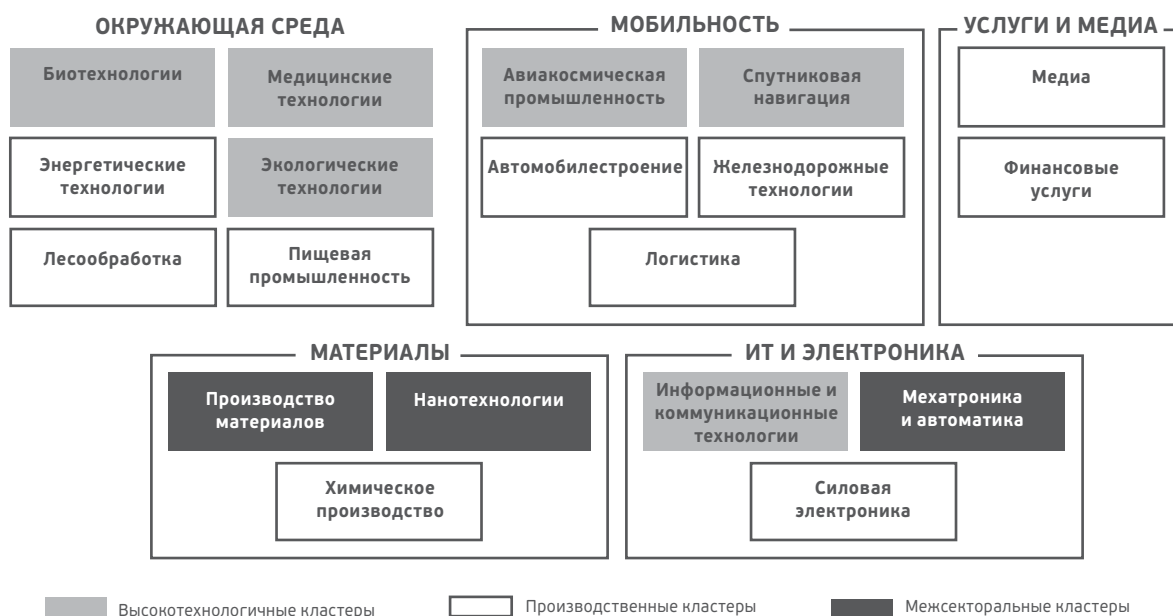 ОКРУЖАЮЩАЯ СРЕДА
Биотехнологии
Медицинские
технологии
Энергетические
технологии
Экологические
технологии
Лесообработка
Пищевая
промышленность
МОБИЛЬНОСТЬ
Авиакосмическая
промышленность
Спутниковая
навигация
Автомобилестроение
Железнодорожные
технологии
Логистика
УСЛУГИ И МЕДИА
Медиа
Финансовые
услуги
МАТЕРИАЛЫ
Производство
материалов
Нанотехнологии
Химическое
производство
ИТ И ЭЛЕКТРОНИКА
Информационные и
коммуникационные
технологии
Мехатроника
и автоматика
Силовая
электроника
Высокотехнологичные кластеры
Производственные кластеры
Межсекторальные кластеры